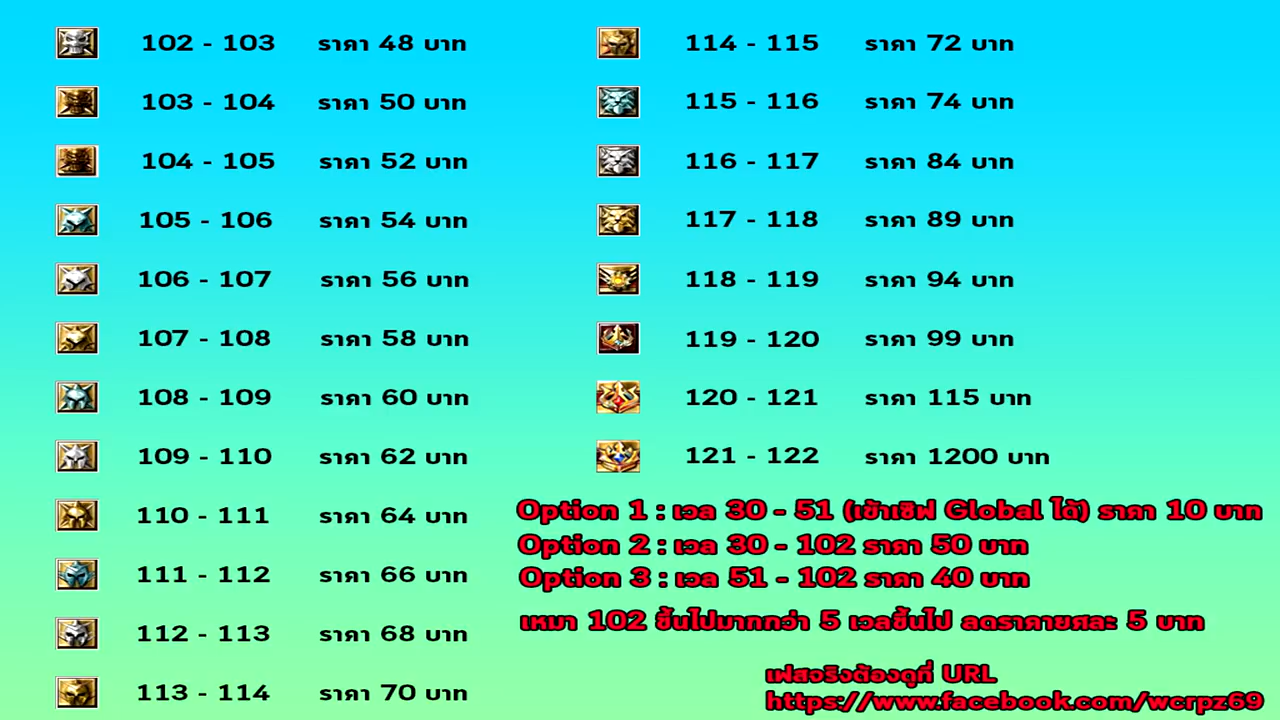 102 - 103 ราคา 48 บาท
103 - 104 ราคา 50 บาท
104 - 105 ราคา 52 บาท
105 - 106 ราคา 54 บาท
106 - 107 ราคา 56 บาท
107 - 108 ราคา 58 บาท
108 - 109 ราคา 60 บาท
109 - 110 ราคา 62 บาท
110 - 111 ราคา 64 บาท
111 - 112 ราคา 66 บาท
112 - 113 ราคา 68 บาท
113 - 114 ราคา 70 บาท
114 - 115 ราคา 72 บาท
115 - 116 ราคา 74 บาท
116 - 117 ราคา 84 บาท
117 - 118 ราคา 89 บาท
118 - 119 ราคา 94 บาท
119 - 120 ราคา 99 บาท
120 - 121 ราคา 115 บาท
121 - 122 ราคา 1200 บาท
Option 1 : เวล 30 - 51 (เข้าเซิฟ Global ได้) ราคา 10 บาท
Option 2 : เวล 30 - 102 ราคา 50 บาท
Option 3 : เวล 51 - 102 ราคา 40 บาท
เหมา 102 ขึ้นไปมากกว่า 5 เวลขึ้นไป ลดราคายศละ 5 บาท
เฟสจริงต้องดูที่ URL
https://www.facebook.com/wcrpz69